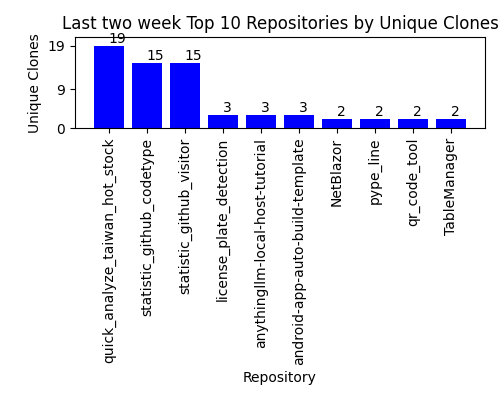 Last two week Top 10 Repositories by Unique Clones
Unique Clones
19
9
0
19
15
15
3
3
3
2
2
2
2
quick_analyze_taiwan_hot_stock
statistic_github_codetype
statistic_github_visitor
license_plate_detection
anythingllm-local-host-tutorial
android-app-auto-build-template
NetBlazor
pype_line
qr_code_tool
TableManager
Repository